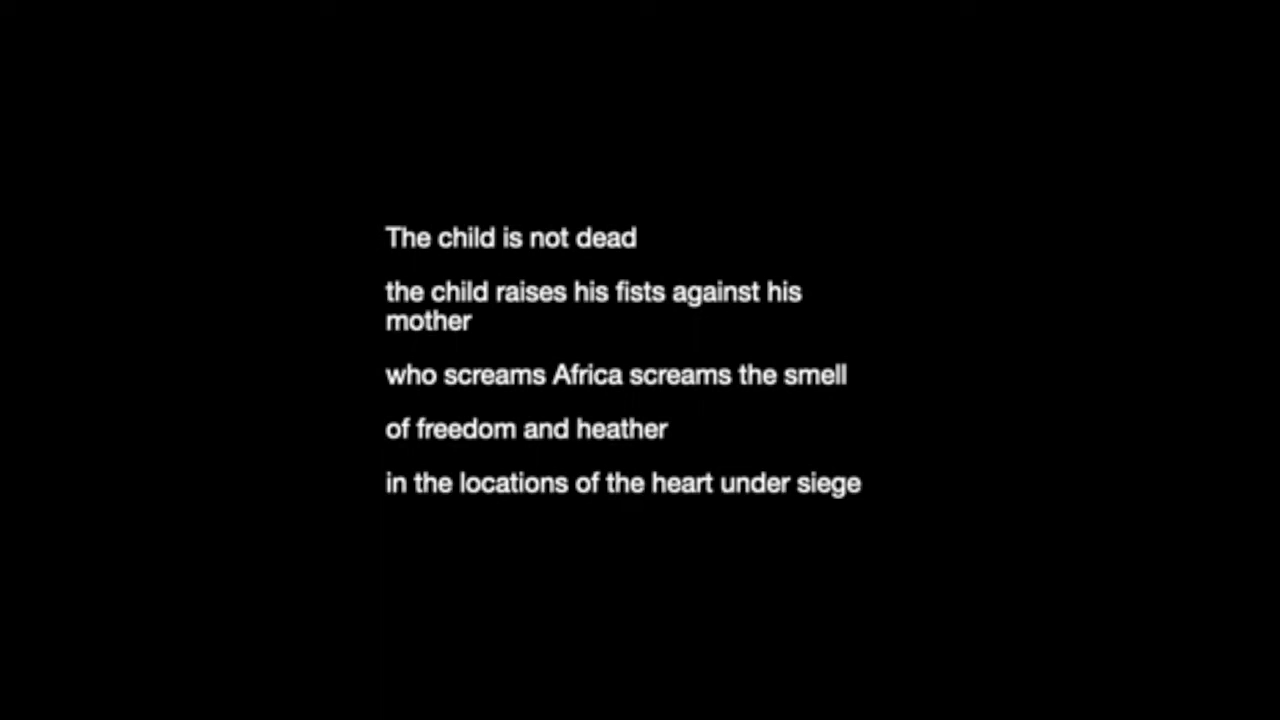 The child is not dead
the child raises his fists against his
mother
who screams Africa screams the smell
of freedom and heather
in the locations of the heart under siege